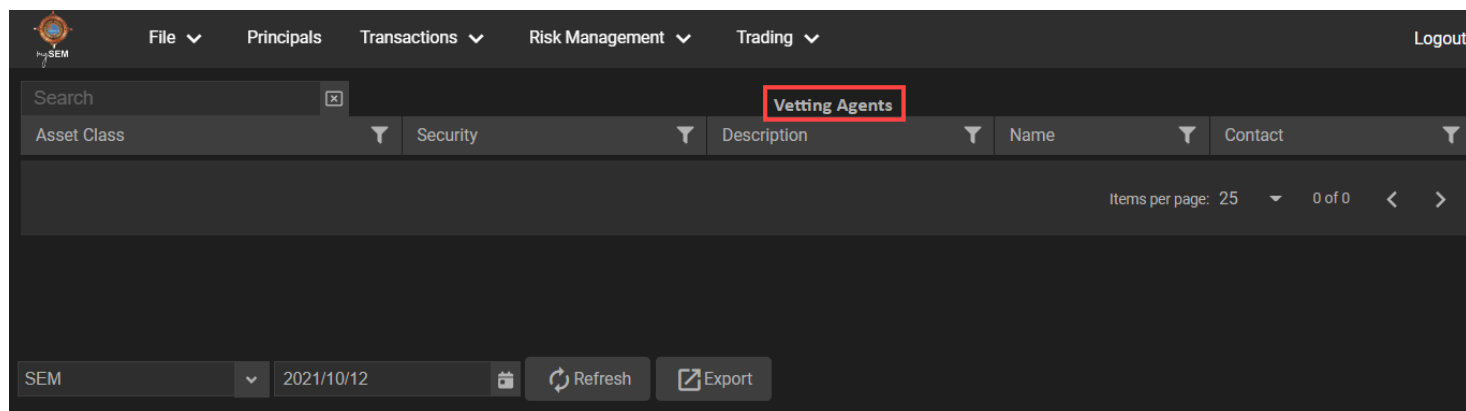 mySEM
File
Principals
Transactions
Risk Management
Trading
Logout
Search
Vetting Agents
Asset Class
Security
Description
Name
Contact
Items per page: 25
0 of 0
SEM
2021/10/12
Refresh
Export